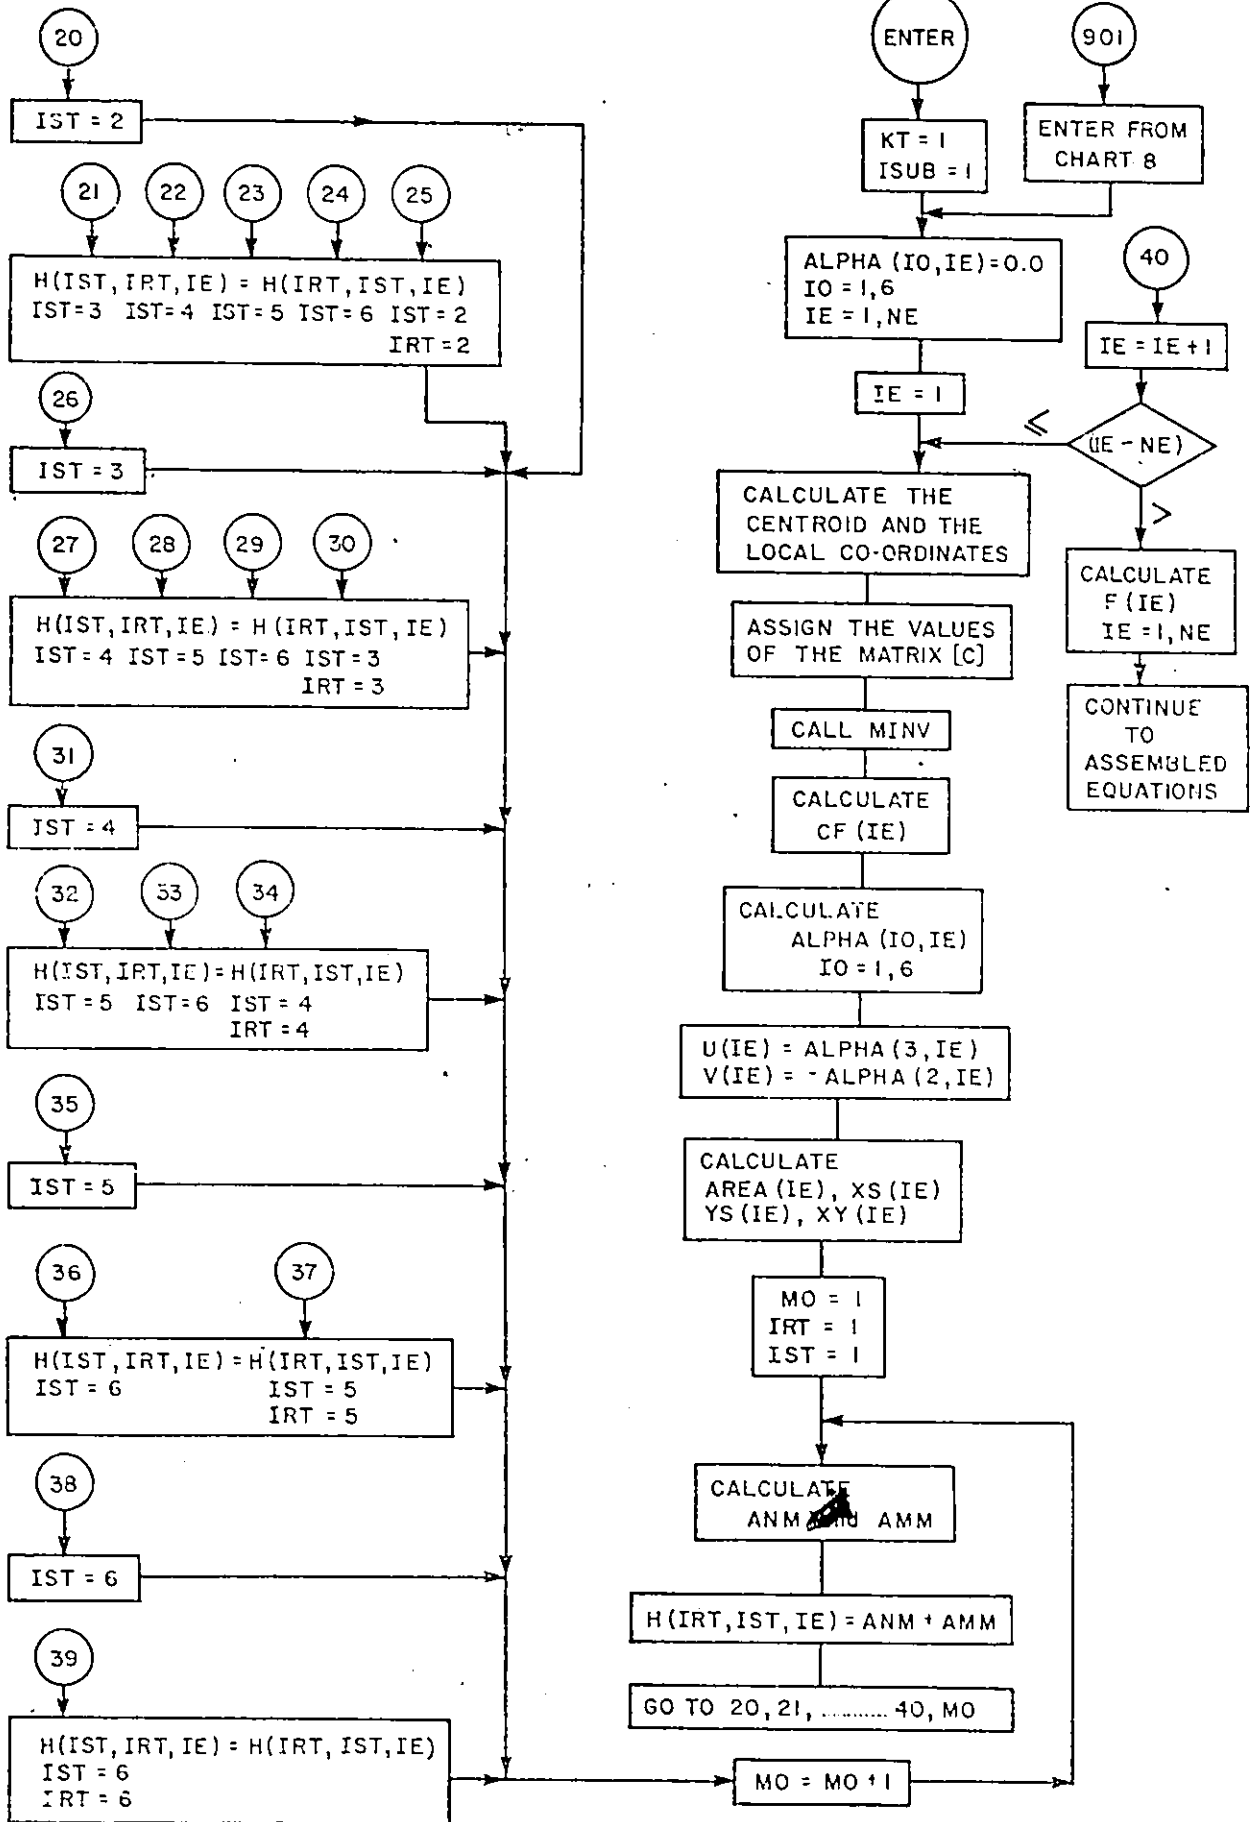 20
IST = 2
21 22 23 24 25
H(IST, IRT, IE) = H(IRT, IST, IE)
IST=3 IST=4 IST=5 IST=6 IST=2
IRT=2
26
IST = 3
27 28 29 30
H(IST, IRT, IE) = H(IRT, IST, IE)
IST=4 IST=5 IST=6 IST=3
IRT=3
31
IST = 4
32 33 34
H(IST, IRT, IE) = H(IRT, IST, IE)
IST=5 IST=6 IST=4
IRT=4
35
IST = 5
36 37
H(IST, IRT, IE) = H(IRT, IST, IE)
IST = 6 IST = 5
IRT = 5
38
IST = 6
39
H(IST, IRT, IE) = H(IRT, IST, IE)
IST = 6
IRT = 6
ENTER
KT = 1
ISUB = 1
901
ENTER FROM
CHART 8
ALPHA (IO, IE)=0.0
IO = 1,6
IE = 1, NE
IE = 1
40
IE = IE+1
(IE - NE)
≤
>
CALCULATE
F (IE)
IE = 1, NE
CONTINUE
TO
ASSEMBLED
EQUATIONS
CALCULATE THE
CENTROID AND THE
LOCAL CO-ORDINATES
ASSIGN THE VALUES
OF THE MATRIX [C]
CALL MINV
CALCULATE
CF (IE)
CALCULATE
ALPHA (IO, IE)
IO = 1,6
U(IE) = ALPHA (3, IE)
V(IE) = -ALPHA (2, IE)
CALCULATE
AREA (IE), XS (IE)
YS (IE), XY (IE)
MO = 1
IRT = 1
IST = 1
CALCULATE
ANM and AMM
H (IRT, IST, IE) = ANM + AMM
GO TO 20, 21, .......... 40, MO
MO = MO +1